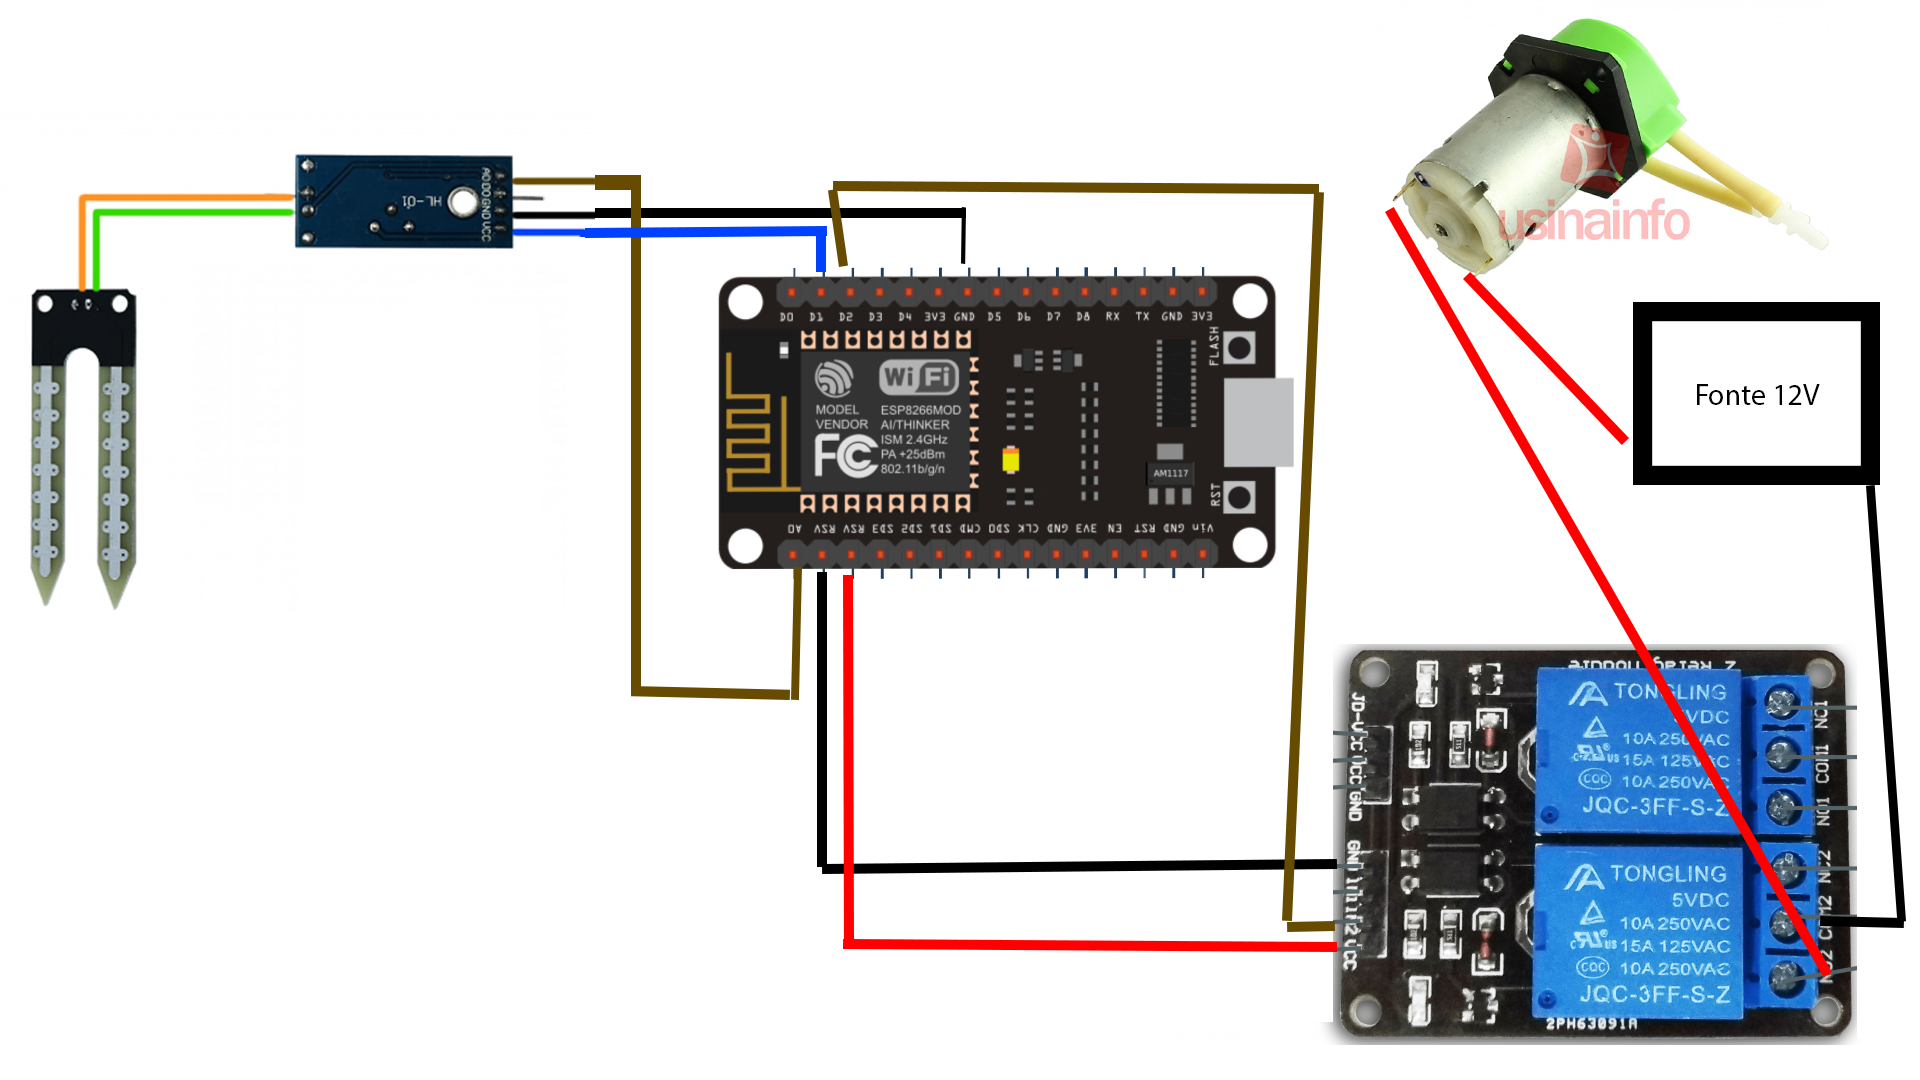 usinainfo
HL-01
AO
DO
GND
VCC
D0 D1 D2 D3 D4 3V3 GND D5 D6 D7 D8 RX TX GND 3V3
FLASH
WiFi
MODEL ESP8266MOD
VENDOR AI/THINKER
ISM 2.4GHz
FC PA +25dBm
802.11b/g/n
AM1117
RST
A0 RSV RSV SD3 SD2 SD1 CMD SD0 CLK GND 3V3 EN RST GND Vin
Fonte 12V
2 Relay Module
JD-VCC
VCC
GND
TONGLING
5VDC
10A 250VAC
15A 125VAC
10A 250VAC
JQC-3FF-S-Z
CQC
NC1
COM1
NO1
GND
In1
In2
VCC
TONGLING
5VDC
10A 250VAC
15A 125VAC
10A 250VAC
JQC-3FF-S-Z
CQC
NC2
NO2
2PH63091A